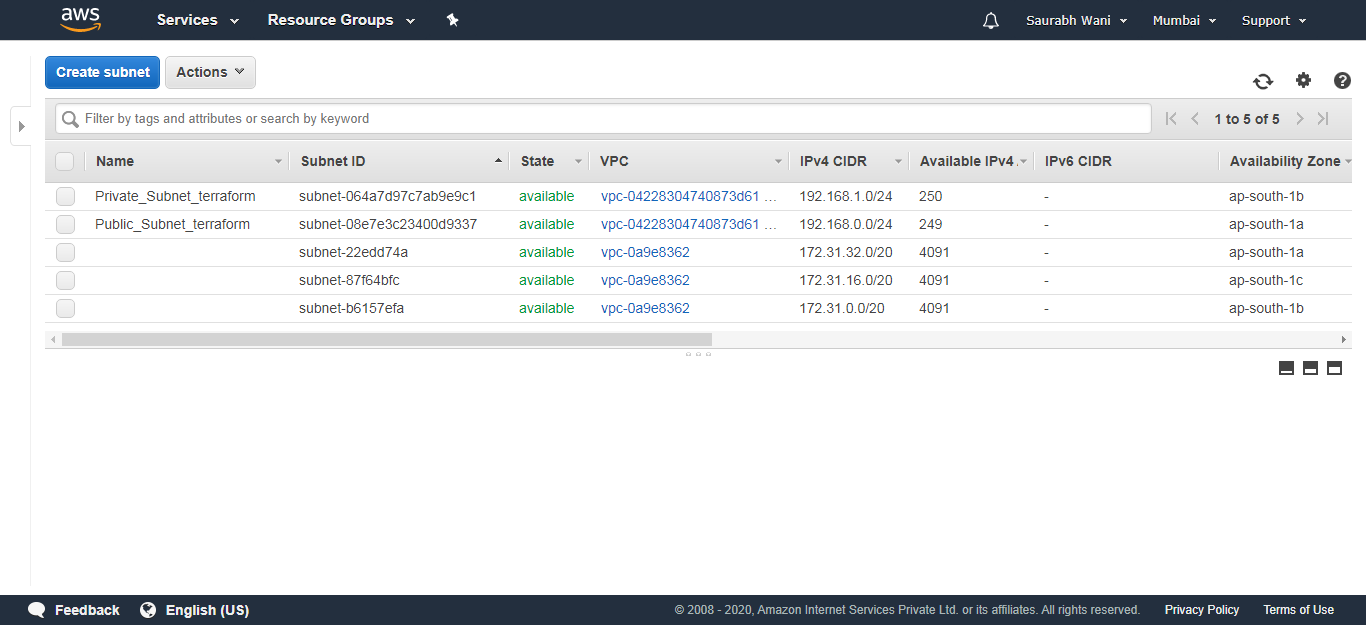 aws Services Resource Groups Saurabh Wani Mumbai Support
Create subnet Actions
Filter by tags and attributes or search by keyword 1 to 5 of 5
Name Subnet ID State VPC IPv4 CIDR Available IPv4 . IPv6 CIDR Availability Zone
Private_Subnet_terraform subnet-064a7d97c7ab9e9c1 available vpc-04228304740873d61 ... 192.168.1.0/24 250 - ap-south-1b
Public_Subnet_terraform subnet-08e7e3c23400d9337 available vpc-04228304740873d61 ... 192.168.0.0/24 249 - ap-south-1a
subnet-22edd74a available vpc-0a9e8362 172.31.32.0/20 4091 - ap-south-1a
subnet-87f64bfc available vpc-0a9e8362 172.31.16.0/20 4091 - ap-south-1c
subnet-b6157efa available vpc-0a9e8362 172.31.0.0/20 4091 - ap-south-1b
Feedback English (US) © 2008 - 2020, Amazon Internet Services Private Ltd. or its affiliates. All rights reserved. Privacy Policy Terms of Use